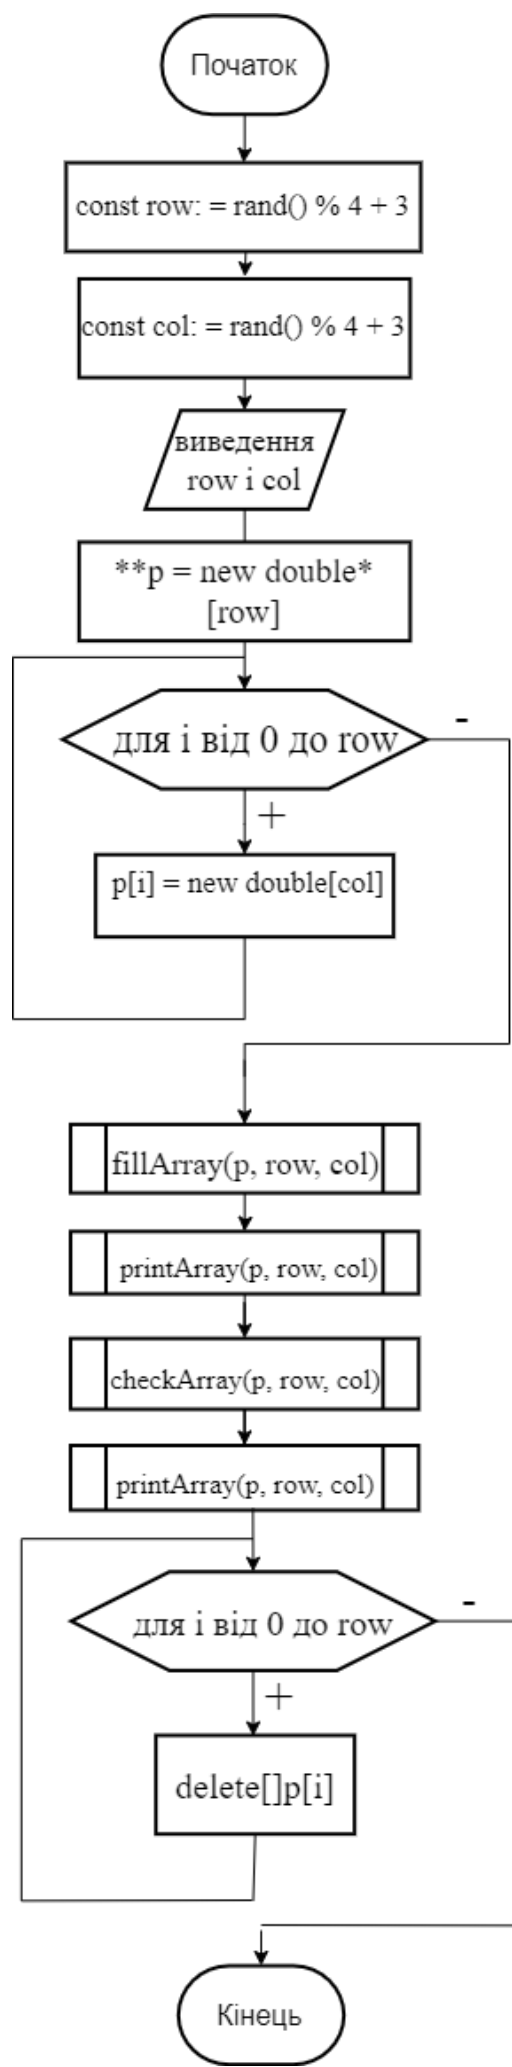 Початок
const row: = rand() % 4 + 3
const col: = rand() % 4 + 3
виведення
row і col
**p = new double*
[row]
для і від 0 до row
-
+
p[i] = new double[col]
fillArray(p, row, col)
printArray(p, row, col)
checkArray(p, row, col)
printArray(p, row, col)
для і від 0 до row
-
+
delete[]p[i]
Кінець